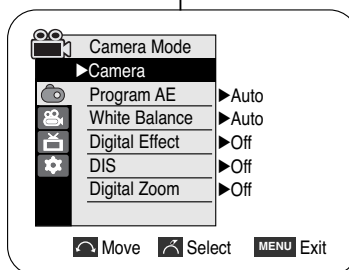 Camera Mode
▶Camera
Program AE ▶Auto
White Balance ▶Auto
Digital Effect ▶Off
DIS ▶Off
Digital Zoom ▶Off
Move Select MENU Exit